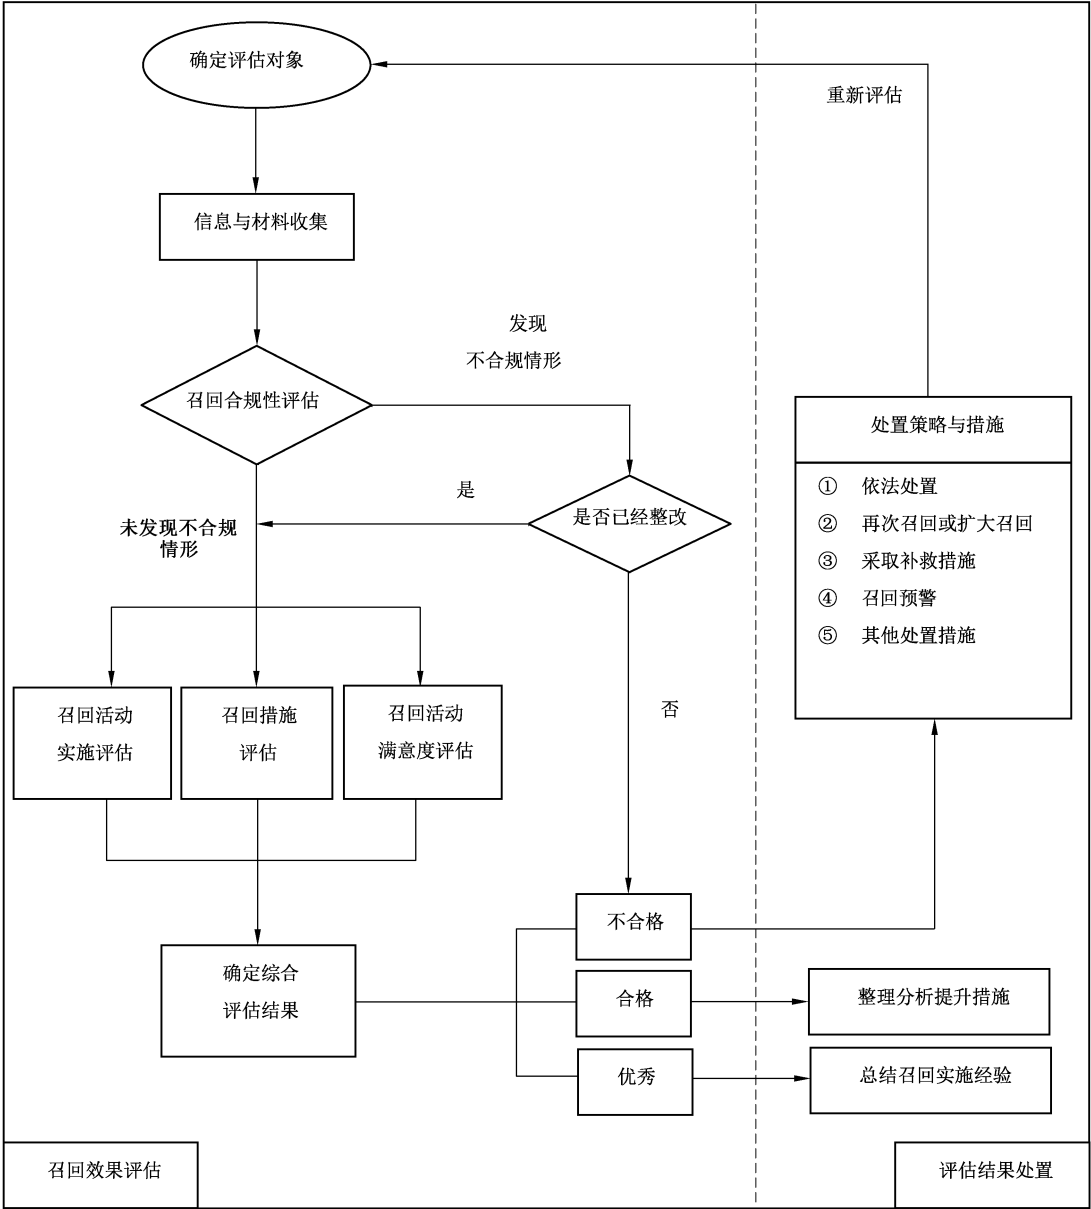 确定评估对象
重新评估
信息与材料收集
发现
不合规情形
召回合规性评估
处置策略与措施
① 依法处置
② 再次召回或扩大召回
③ 采取补救措施
④ 召回预警
⑤ 其他处置措施
是
是否已经整改
未发现不合规
情形
否
召回活动
实施评估
召回措施
评估
召回活动
满意度评估
不合格
确定综合
评估结果
合格
整理分析提升措施
优秀
总结召回实施经验
召回效果评估
评估结果处置